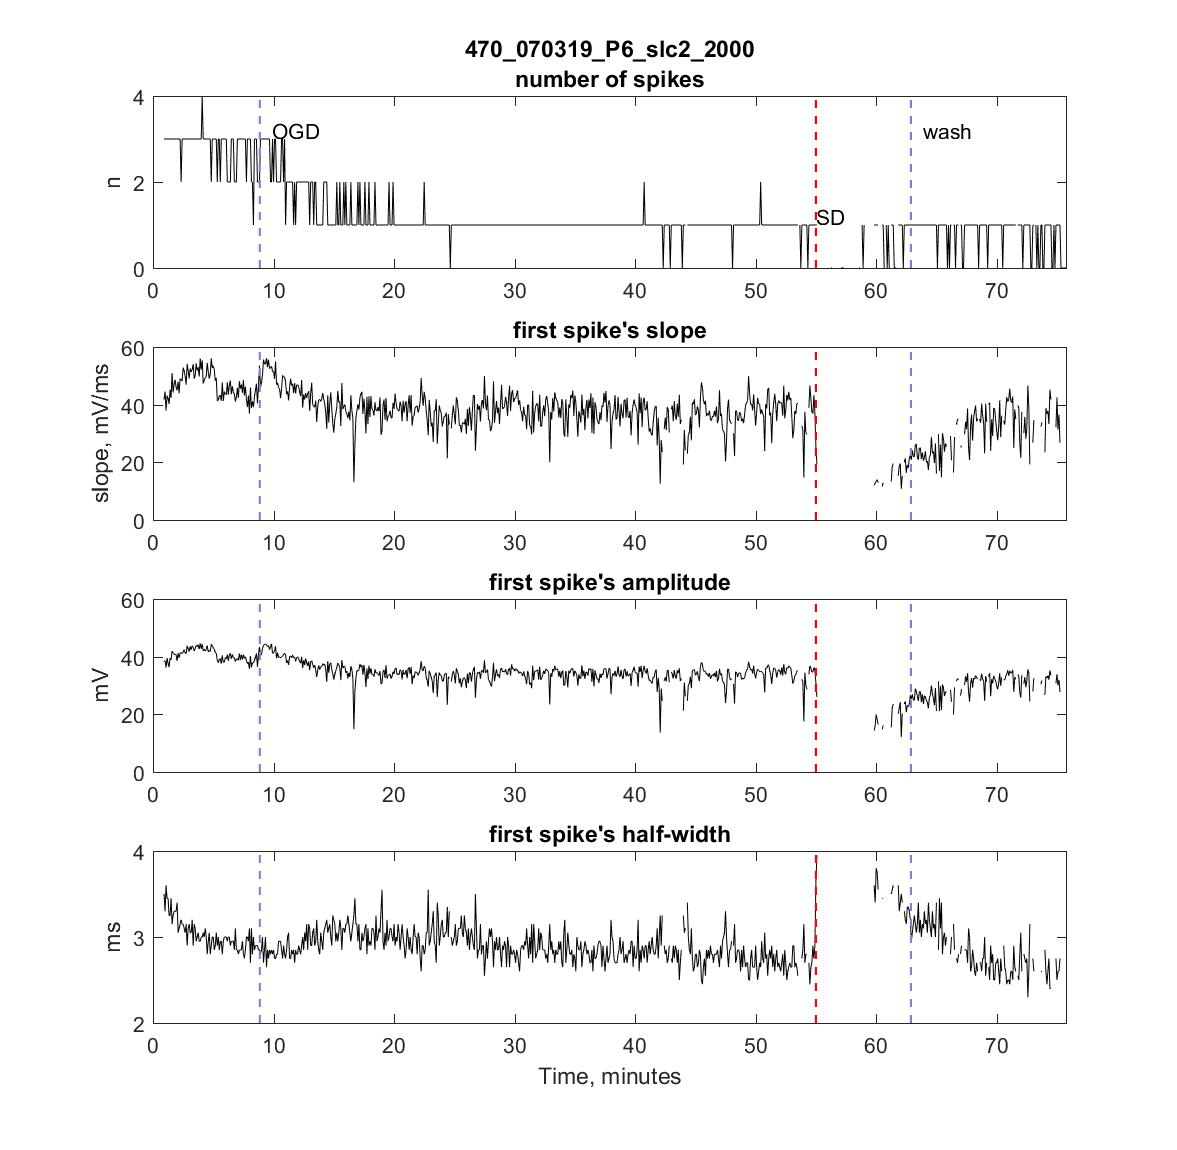 470_070319_P6_slc2_2000
number of spikes
4
2
0
n
OGD
SD
wash
0 10 20 30 40 50 60 70
first spike's slope
60
40
20
0
slope, mV/ms
0 10 20 30 40 50 60 70
first spike's amplitude
60
40
20
0
mV
0 10 20 30 40 50 60 70
first spike's half-width
4
3
2
ms
0 10 20 30 40 50 60 70
Time, minutes